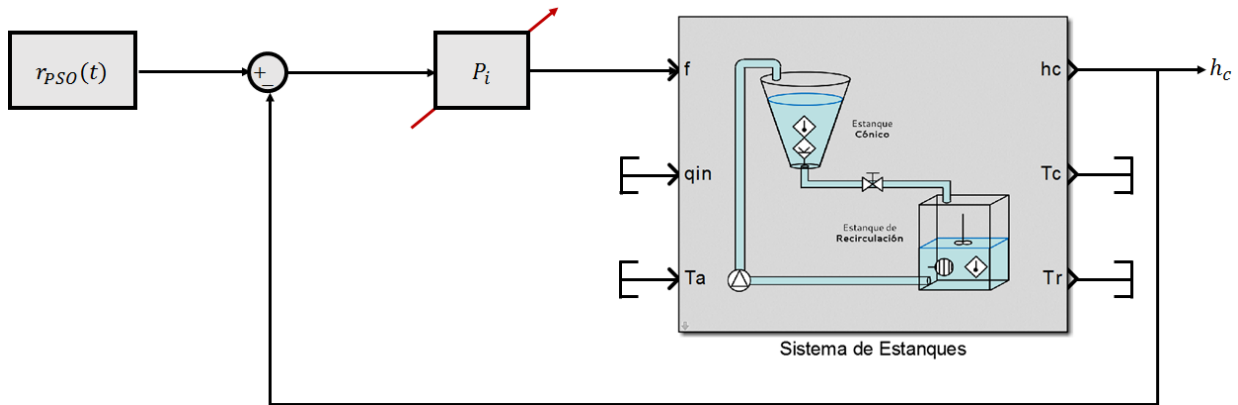 r_PSO(t)
+
−
P_i
f
qin
Ta
Estanque
Cónico
Estanque de
Recirculación
hc
Tc
Tr
h_c
Sistema de Estanques